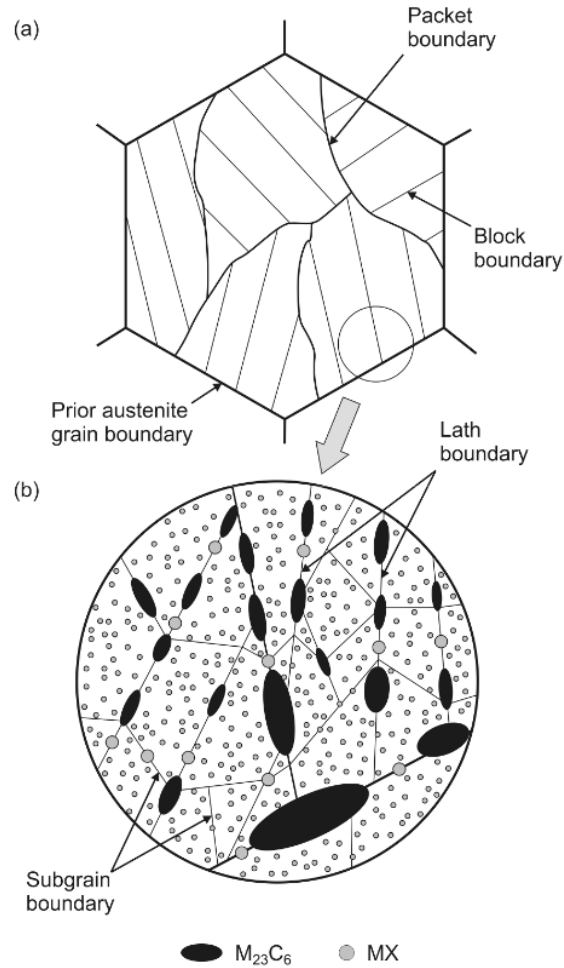 (a)
Packet
boundary
Block
boundary
Prior austenite
grain boundary
Lath
boundary
(b)
Subgrain
boundary
M₂₃C₆
MX